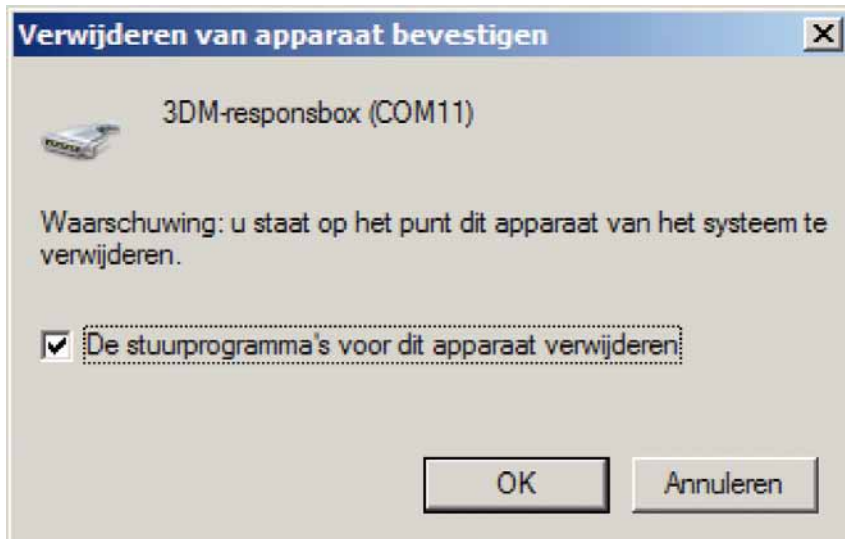 Verwijderen van apparaat bevestigen
3DM-responsbox (COM11)
Waarschuwing: u staat op het punt dit apparaat van het systeem te
verwijderen.
De stuurprogramma's voor dit apparaat verwijderen
OK
Annuleren